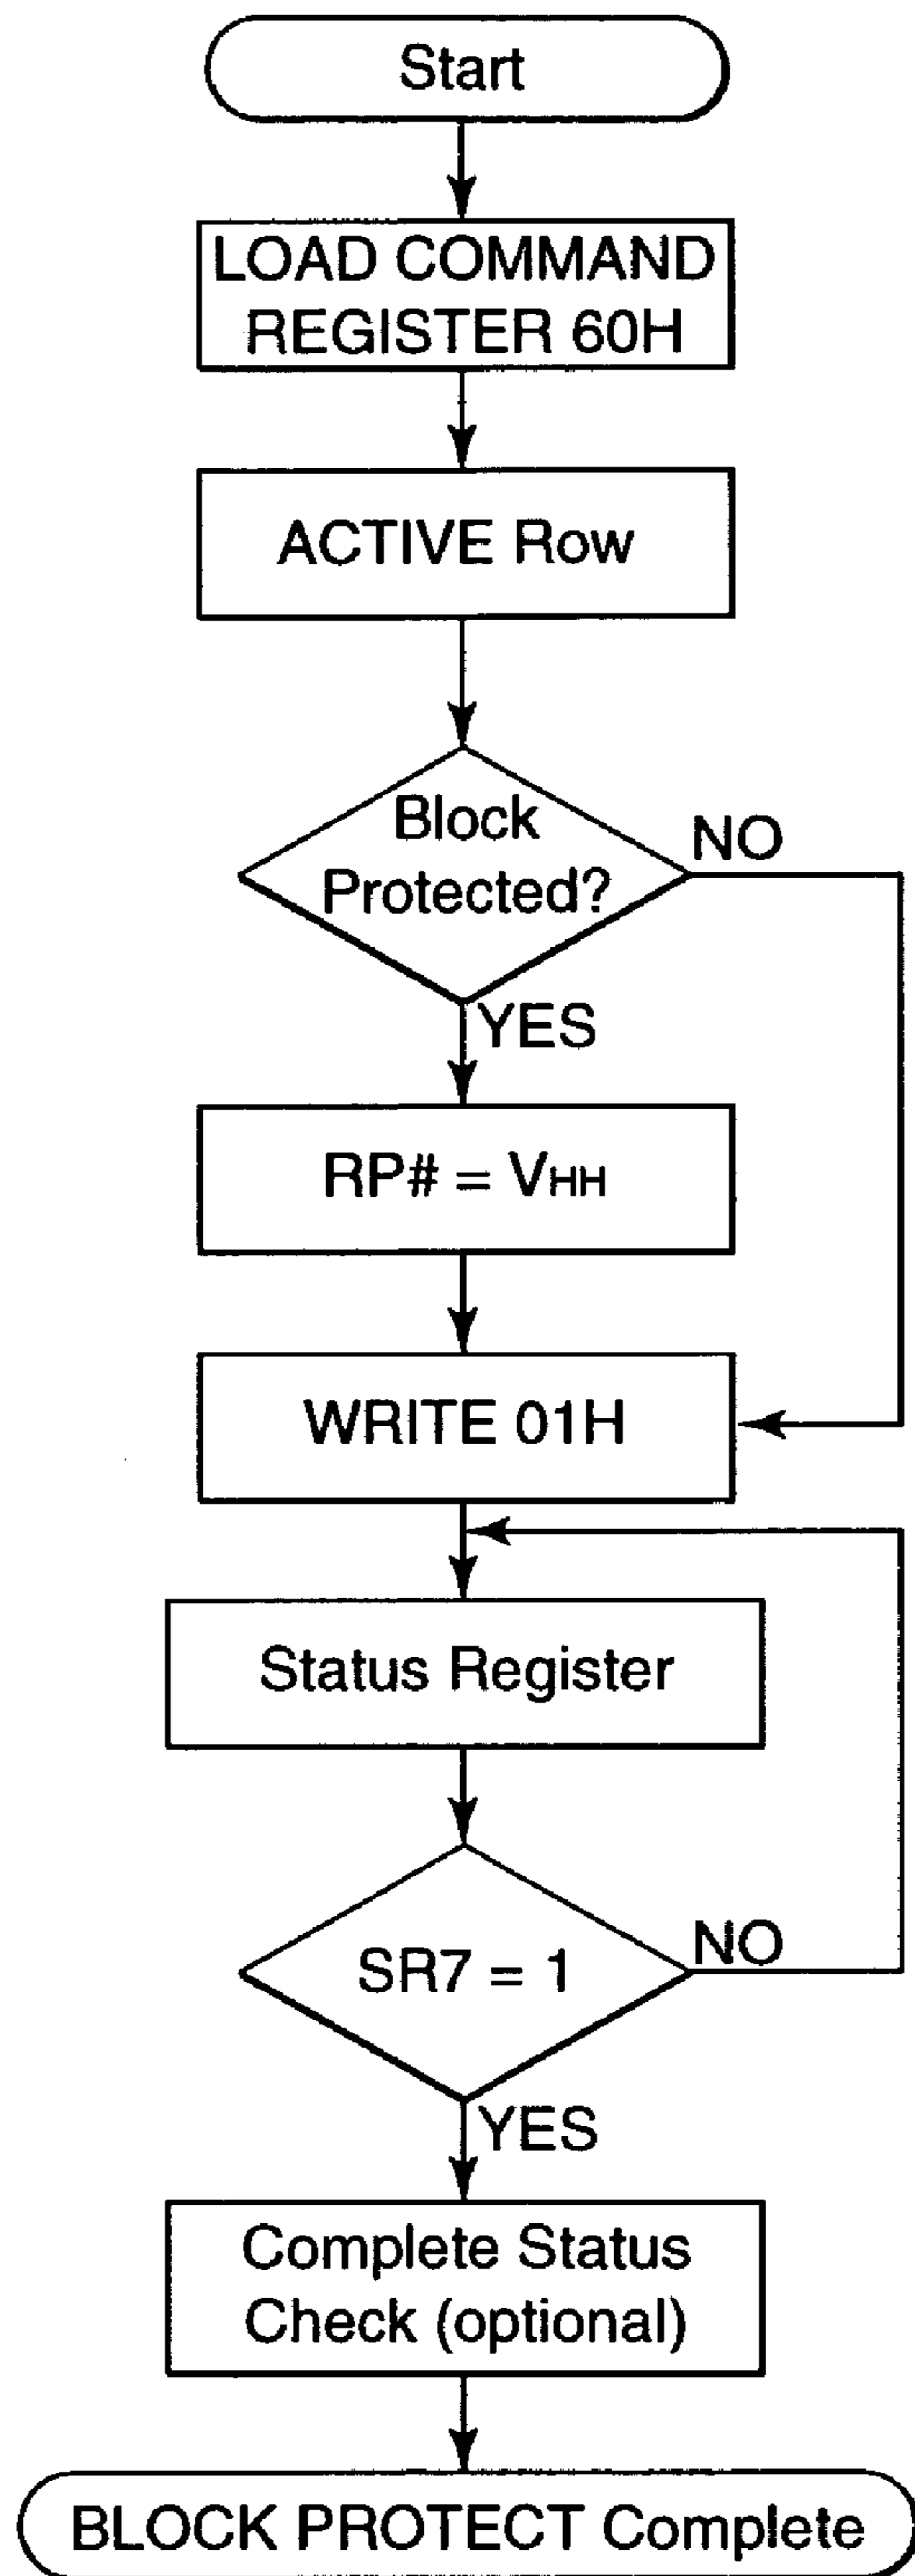 Start
LOAD COMMAND
REGISTER 60H
ACTIVE Row
Block
Protected?
NO
YES
RP# = VHH
WRITE 01H
Status Register
SR7 = 1
NO
YES
Complete Status
Check (optional)
BLOCK PROTECT Complete